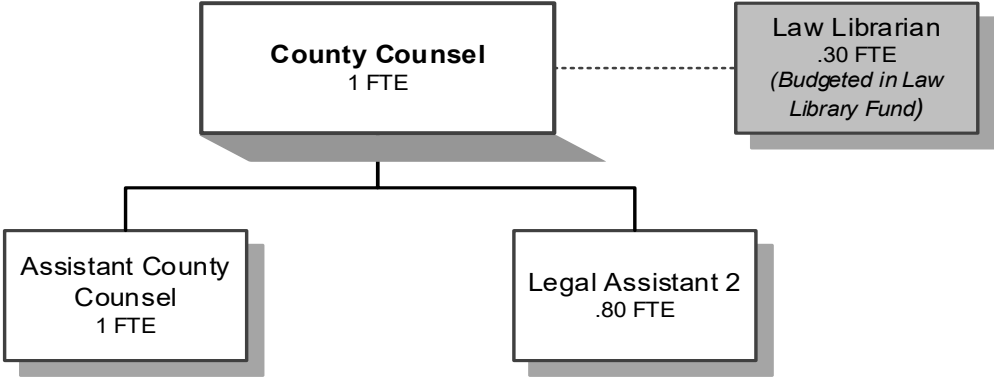 County Counsel
1 FTE
Law Librarian
.30 FTE
(Budgeted in Law
Library Fund)
Assistant County
Counsel
1 FTE
Legal Assistant 2
.80 FTE